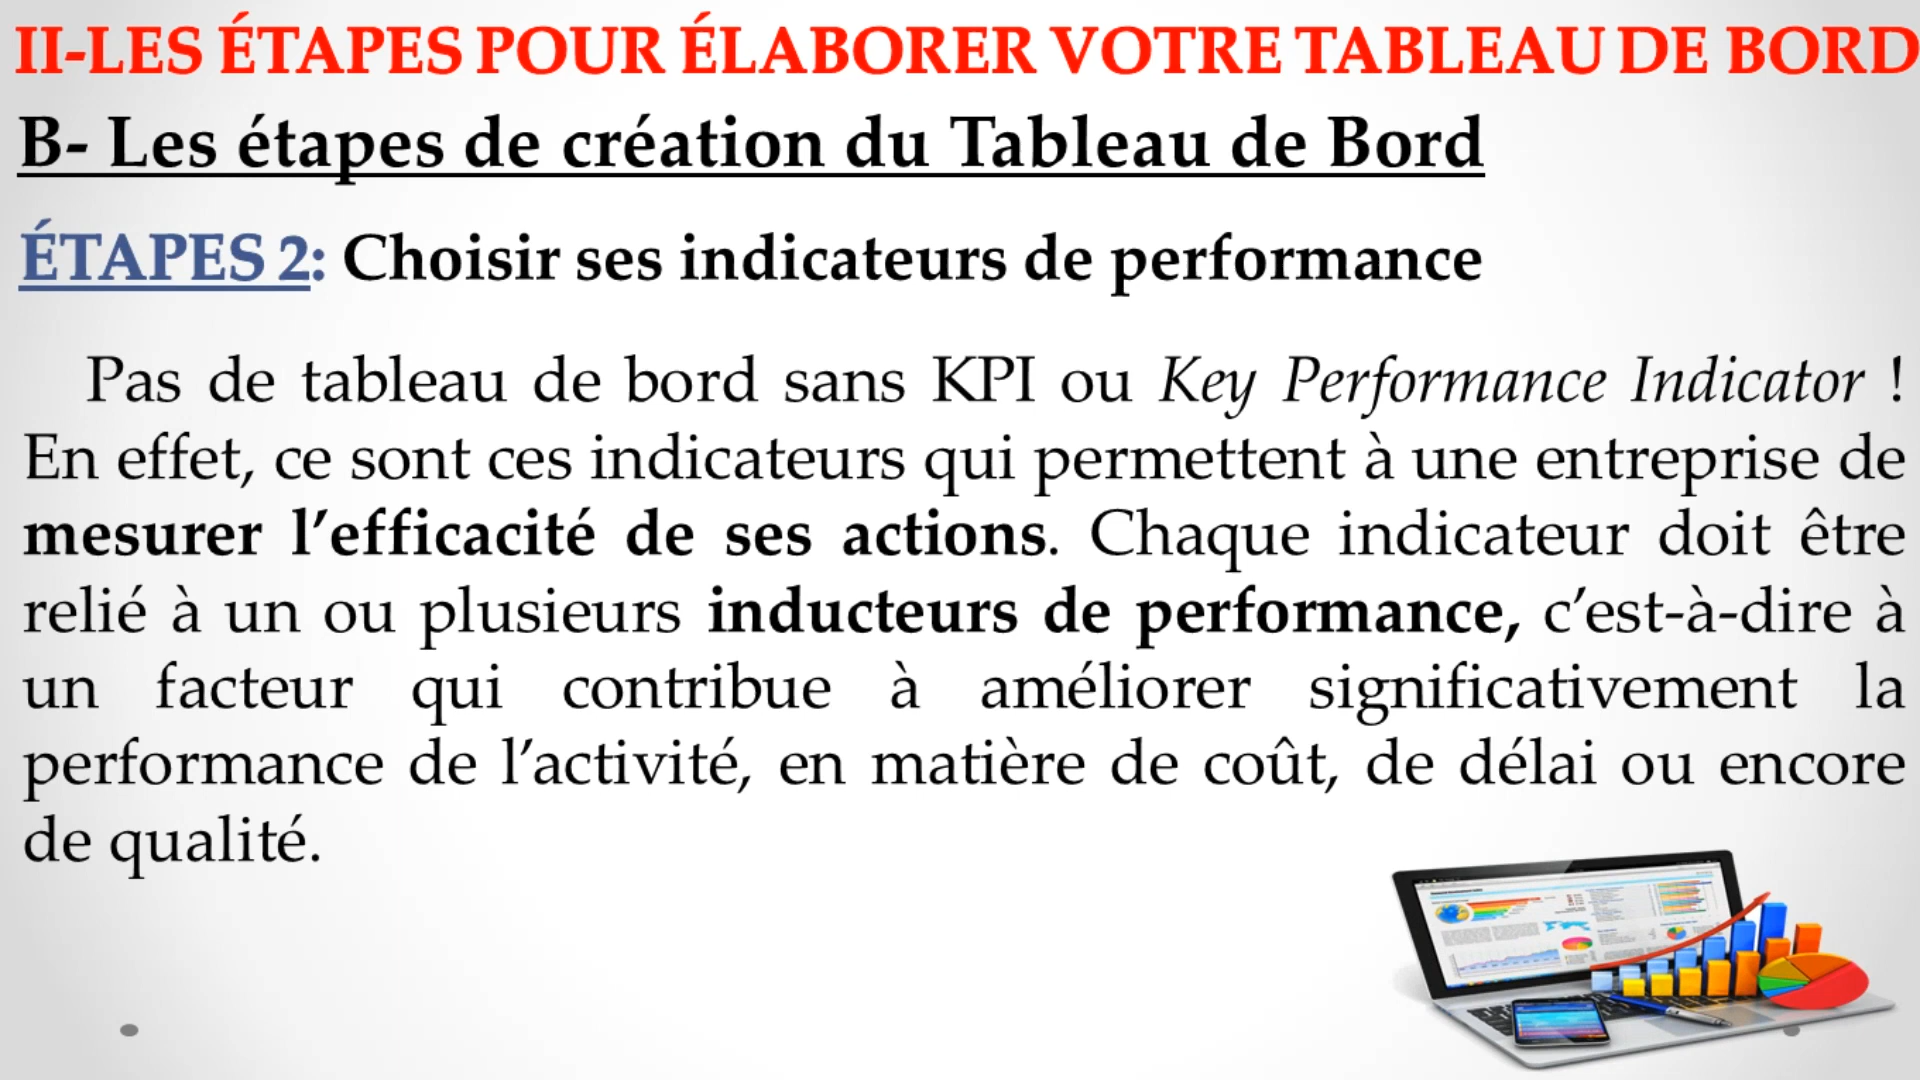 II-LES ÉTAPES POUR ÉLABORER VOTRE TABLEAU DE BORD
B- Les étapes de création du Tableau de Bord
ÉTAPES 2: Choisir ses indicateurs de performance
Pas de tableau de bord sans KPI ou Key Performance Indicator !
En effet, ce sont ces indicateurs qui permettent à une entreprise de
mesurer l’efficacité de ses actions. Chaque indicateur doit être
relié à un ou plusieurs inducteurs de performance, c’est-à-dire à
un facteur qui contribue à améliorer significativement la
performance de l’activité, en matière de coût, de délai ou encore
de qualité.